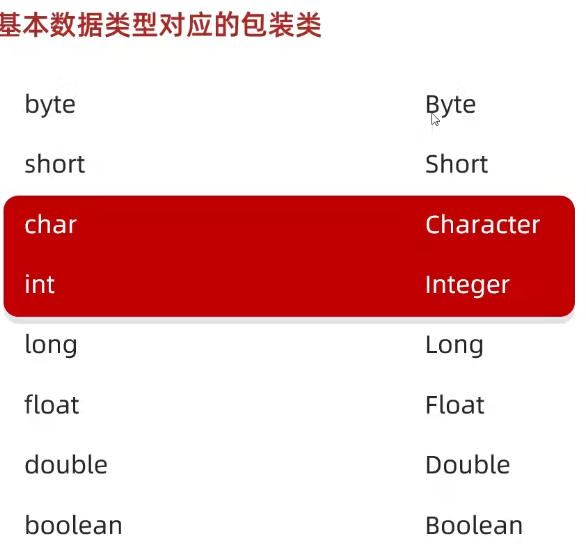 基本数据类型对应的包装类
byte Byte
short Short
char Character
int Integer
long Long
float Float
double Double
boolean Boolean